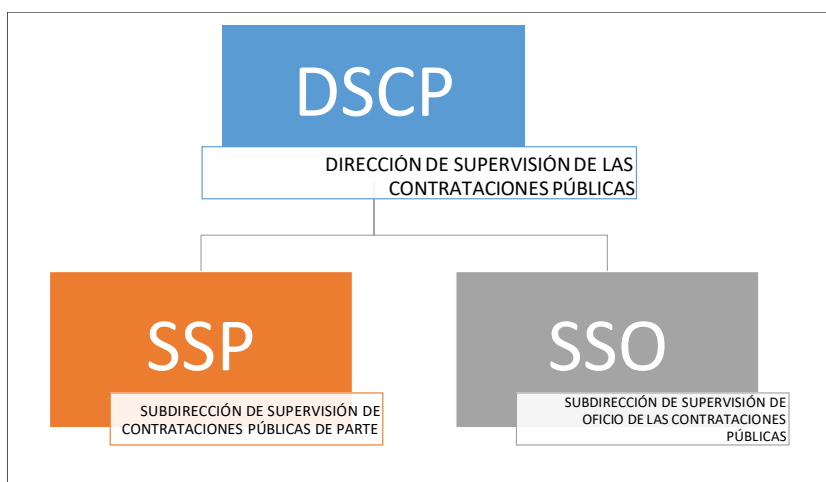 DSCP
DIRECCIÓN DE SUPERVISIÓN DE LAS
CONTRATACIONES PÚBLICAS
SSP
SUBDIRECCIÓN DE SUPERVISIÓN DE
CONTRATACIONES PÚBLICAS DE PARTE
SSO
SUBDIRECCIÓN DE SUPERVISIÓN DE
OFICIO DE LAS CONTRATACIONES
PÚBLICAS